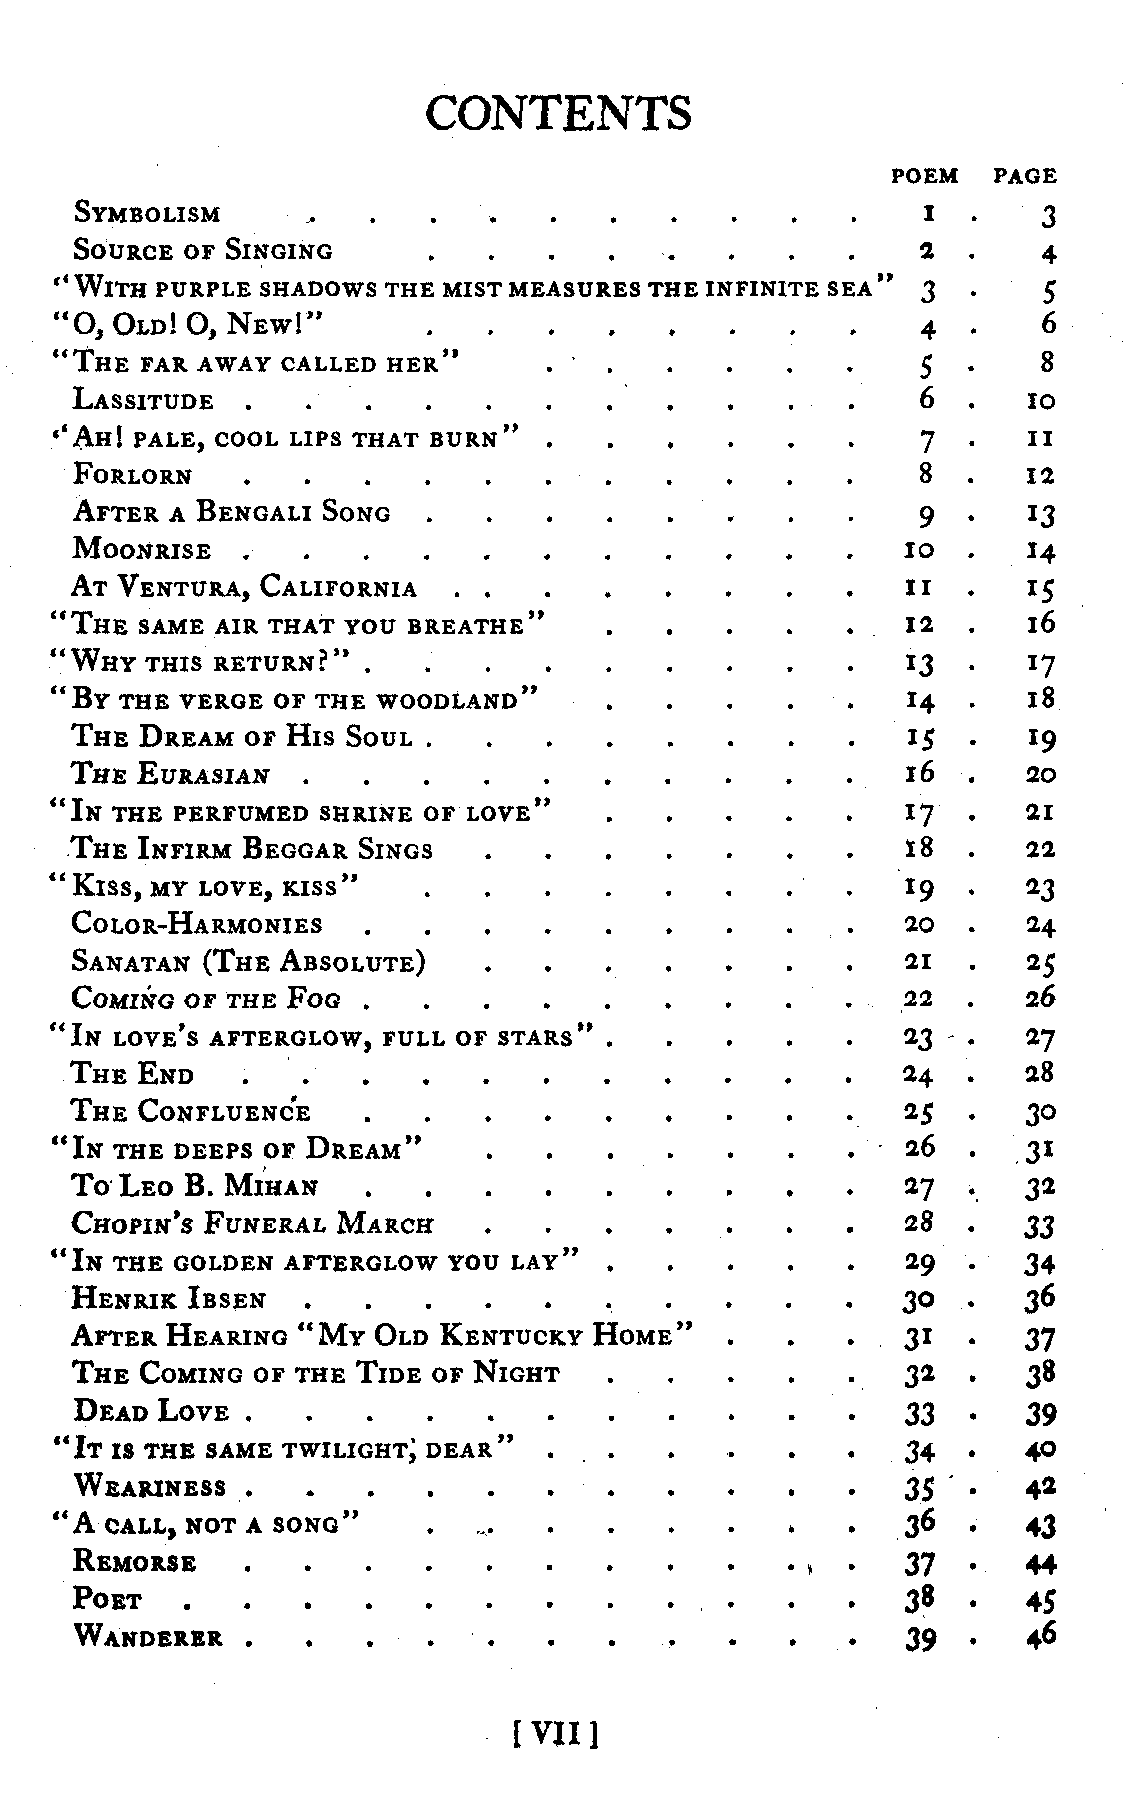 CONTENTS
POEM PAGE
Symbolism . . . . . . . . . . 1 . 3
Source of Singing . . . . . . . . 2 . 4
"With purple shadows the mist measures the infinite sea" 3 . 5
"O, Old! O, New!" . . . . . . . . 4 . 6
"The far away called her" . . . . . . 5 . 8
Lassitude . . . . . . . . . . . 6 . 10
"Ah! pale, cool lips that burn" . . . . . . 7 . 11
Forlorn . . . . . . . . . . . 8 . 12
After a Bengali Song . . . . . . . . 9 . 13
Moonrise . . . . . . . . . . . 10 . 14
At Ventura, California . . . . . . . . 11 . 15
"The same air that you breathe" . . . . . 12 . 16
"Why this return?" . . . . . . . . . 13 . 17
"By the verge of the woodland" . . . . . 14 . 18
The Dream of His Soul . . . . . . . . 15 . 19
The Eurasian . . . . . . . . . . 16 . 20
"In the perfumed shrine of love" . . . . . 17 . 21
The Infirm Beggar Sings . . . . . . . 18 . 22
"Kiss, my love, kiss" . . . . . . . . 19 . 23
Color-Harmonies . . . . . . . . . 20 . 24
Sanatan (The Absolute) . . . . . . . 21 . 25
Coming of the Fog . . . . . . . . . 22 . 26
"In love's afterglow, full of stars" . . . . . 23 . 27
The End . . . . . . . . . . . 24 . 28
The Confluence . . . . . . . . . 25 . 30
"In the deeps of Dream" . . . . . . . 26 . 31
To Leo B. Mihan . . . . . . . . . 27 . 32
Chopin's Funeral March . . . . . . . 28 . 33
"In the golden afterglow you lay" . . . . . 29 . 34
Henrik Ibsen . . . . . . . . . . 30 . 36
After Hearing "My Old Kentucky Home" . . . 31 . 37
The Coming of the Tide of Night . . . . . 32 . 38
Dead Love . . . . . . . . . . . 33 . 39
"It is the same twilight, dear" . . . . . . 34 . 40
Weariness . . . . . . . . . . . 35 . 42
"A call, not a song" . . . . . . . . 36 . 43
Remorse . . . . . . . . . . . 37 . 44
Poet . . . . . . . . . . . . 38 . 45
Wanderer . . . . . . . . . . . 39 . 46
[ VII ]